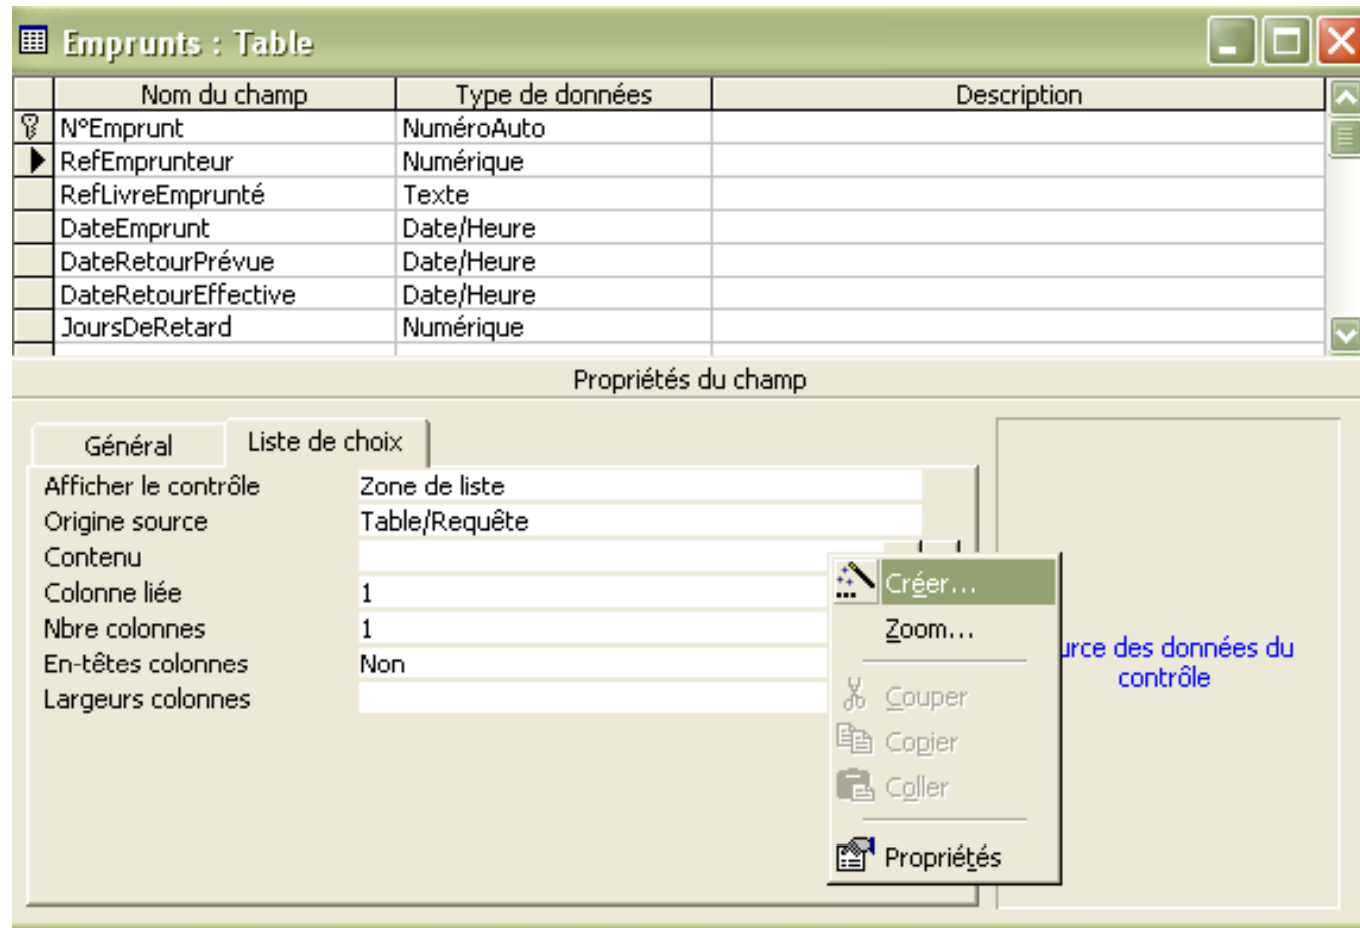 Emprunts : Table
Nom du champ Type de données Description
N°Emprunt NuméroAuto
RefEmprunteur Numérique
RefLivreEmprunté Texte
DateEmprunt Date/Heure
DateRetourPrévue Date/Heure
DateRetourEffective Date/Heure
JoursDeRetard Numérique
Propriétés du champ
Général Liste de choix
Afficher le contrôle Zone de liste
Origine source Table/Requête
Contenu
Colonne liée 1
Nbre colonnes 1
En-têtes colonnes Non
Largeurs colonnes
Créer...
Zoom...
Couper
Copier
Coller
Propriétés
des données du
contrôle